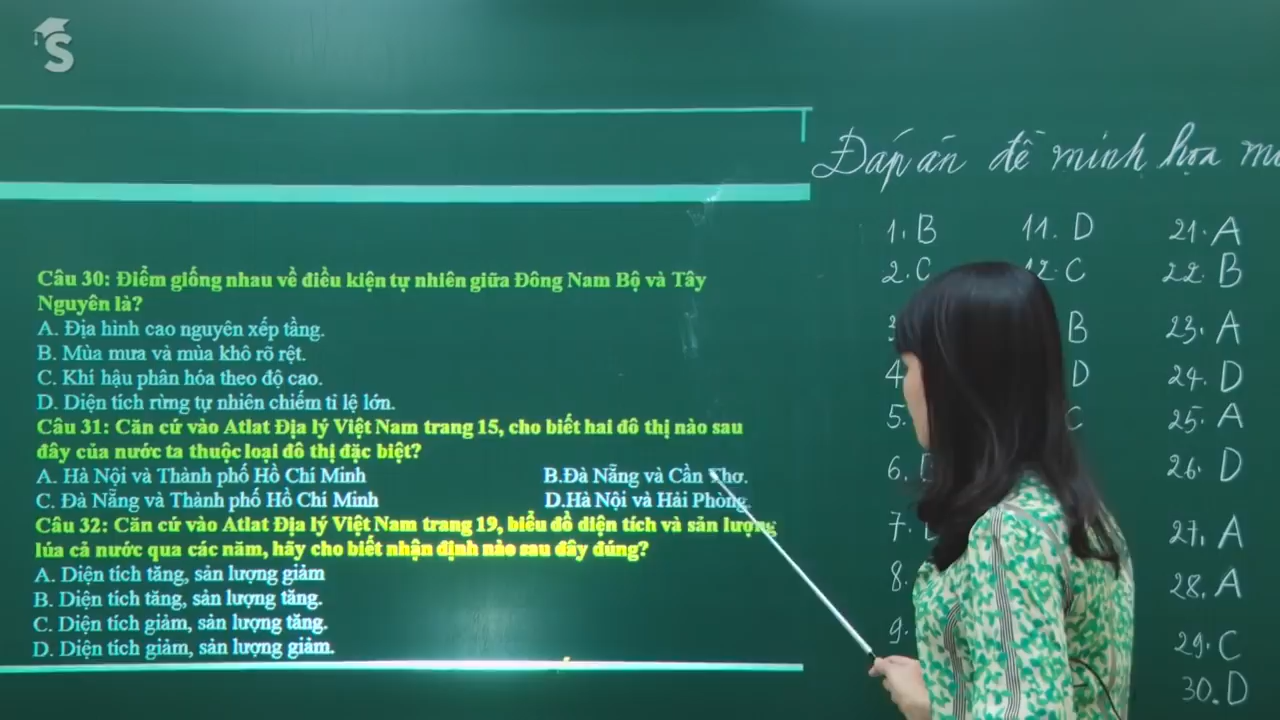 S
Đáp án đề minh họa
Câu 30: Điểm giống nhau về điều kiện tự nhiên giữa Đông Nam Bộ và Tây
Nguyên là?
A. Địa hình cao nguyên xếp tầng.
B. Mùa mưa và mùa khô rõ rệt.
C. Khí hậu phân hóa theo độ cao.
D. Diện tích rừng tự nhiên chiếm tỉ lệ lớn.
Câu 31: Căn cứ vào Atlat Địa lý Việt Nam trang 15, cho biết hai đô thị nào sau
đây của nước ta thuộc loại đô thị đặc biệt?
A. Hà Nội và Thành phố Hồ Chí Minh B.Đà Nẵng và Cần Thơ.
C. Đà Nẵng và Thành phố Hồ Chí Minh D.Hà Nội và Hải Phòng.
Câu 32: Căn cứ vào Atlat Địa lý Việt Nam trang 19, biểu đồ diện tích và sản lượng
lúa cả nước qua các năm, hãy cho biết nhận định nào sau đây đúng?
A. Diện tích tăng, sản lượng giảm
B. Diện tích tăng, sản lượng tăng.
C. Diện tích giảm, sản lượng tăng.
D. Diện tích giảm, sản lượng giảm.
1. B 11. D 21. A
2. C 12. C 22. B
B 23. A
4 D 24. D
5. C 25. A
6. 26. D
7. 27. A
8. 28. A
9. 29. C
30. D